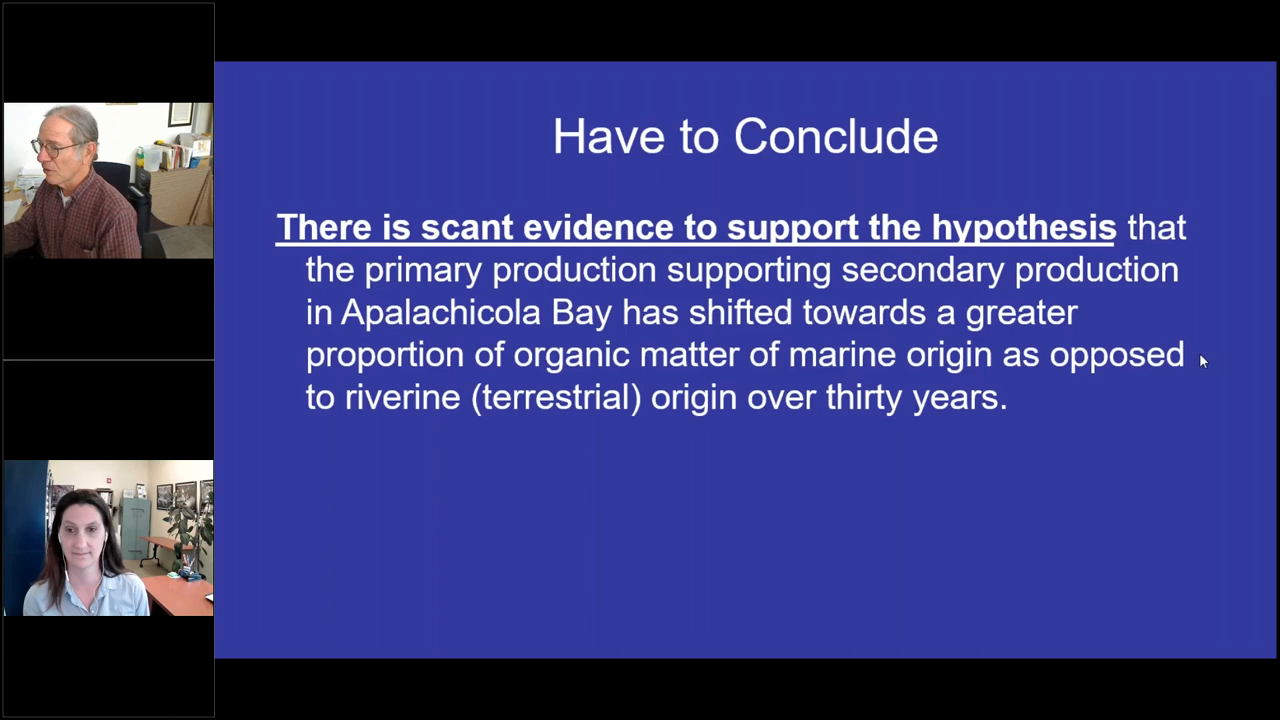 Have to Conclude
There is scant evidence to support the hypothesis that
the primary production supporting secondary production
in Apalachicola Bay has shifted towards a greater
proportion of organic matter of marine origin as opposed
to riverine (terrestrial) origin over thirty years.